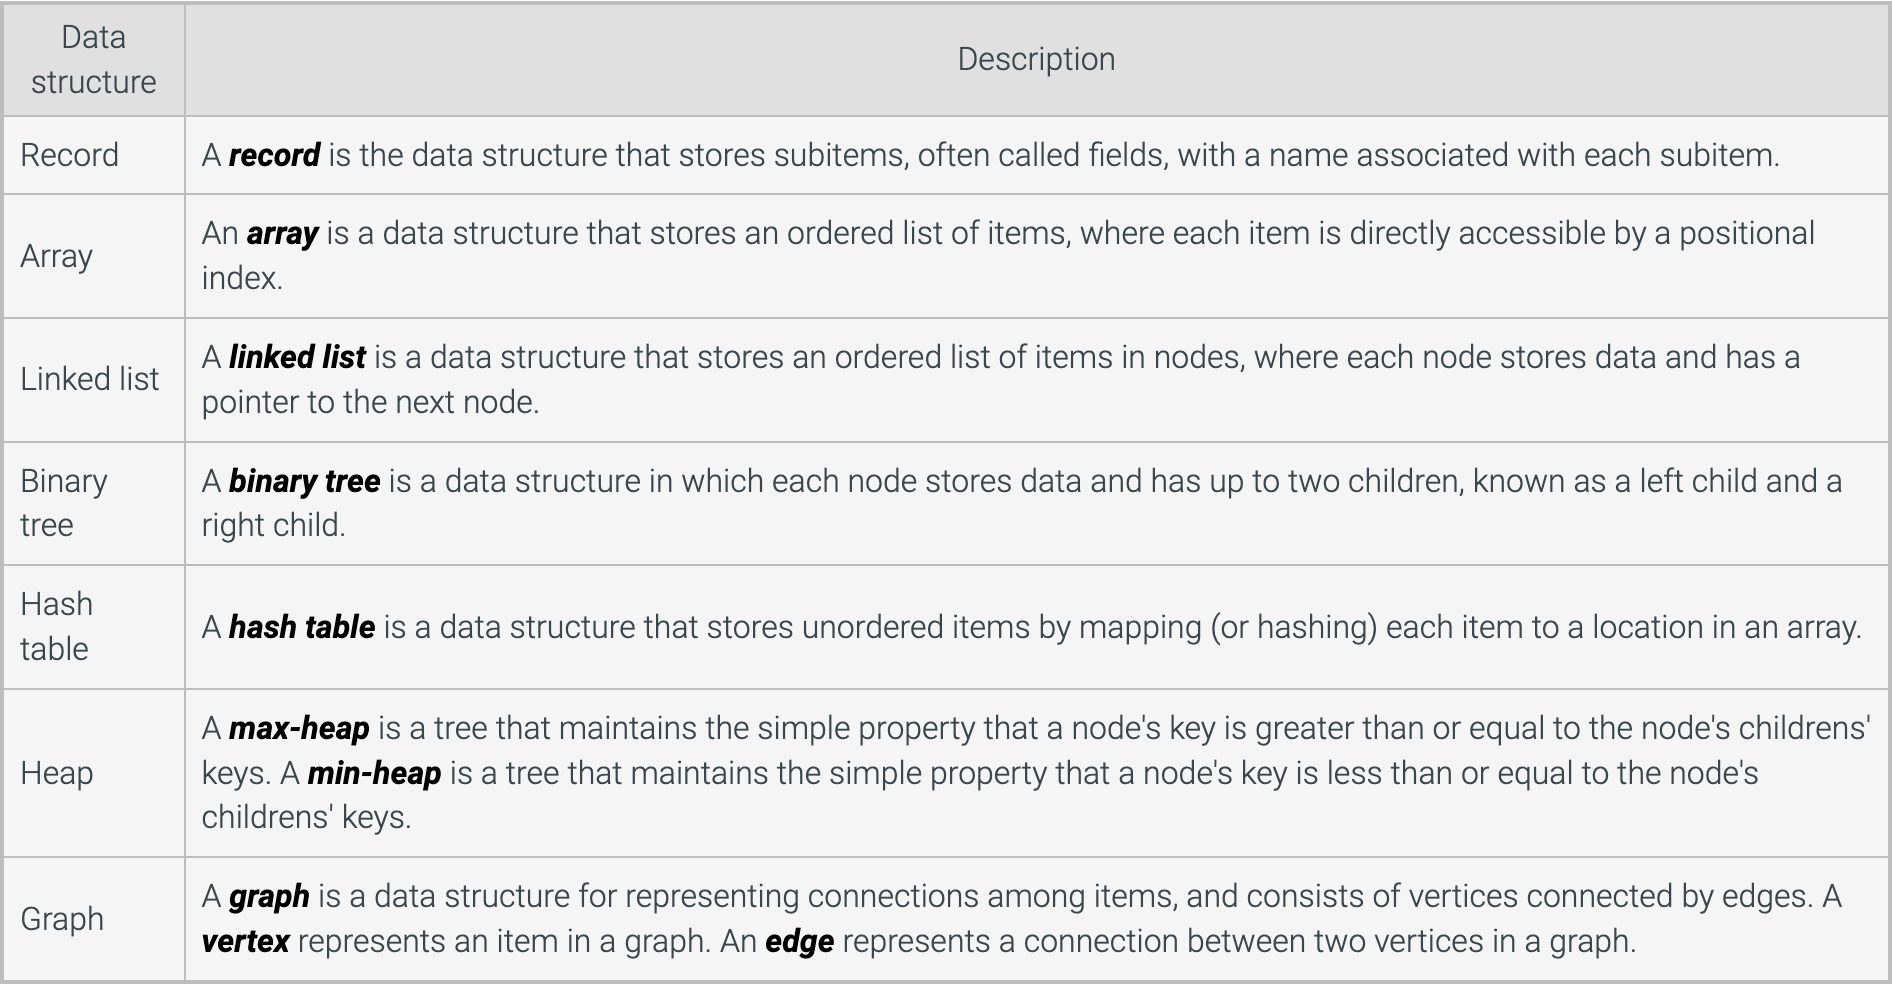 Data
structure
Description
Record
A record is the data structure that stores subitems, often called fields, with a name associated with each subitem.
Array
An array is a data structure that stores an ordered list of items, where each item is directly accessible by a positional
index.
Linked list
A linked list is a data structure that stores an ordered list of items in nodes, where each node stores data and has a
pointer to the next node.
Binary
tree
A binary tree is a data structure in which each node stores data and has up to two children, known as a left child and a
right child.
Hash
table
A hash table is a data structure that stores unordered items by mapping (or hashing) each item to a location in an array.
Heap
A max-heap is a tree that maintains the simple property that a node's key is greater than or equal to the node's childrens'
keys. A min-heap is a tree that maintains the simple property that a node's key is less than or equal to the node's
childrens' keys.
Graph
A graph is a data structure for representing connections among items, and consists of vertices connected by edges. A
vertex represents an item in a graph. An edge represents a connection between two vertices in a graph.